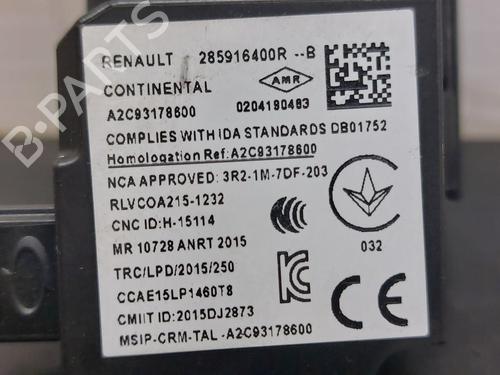 RENAULT 285916400R --B
CONTINENTAL AMR
A2C93178600 0204190483
COMPLIES WITH IDA STANDARDS DB01752
Homologation Ref:A2C93178600
NCA APPROVED: 3R2-1M-7DF-203
RLVCOA215-1232
CNC ID:H-15114
MR 10728 ANRT 2015
032
TRC/LPD/2015/250
CCAE15LP1460T8
CMIIT ID:2015DJ2873
MSIP-CRM-TAL -A2C93178600
B-PARTS